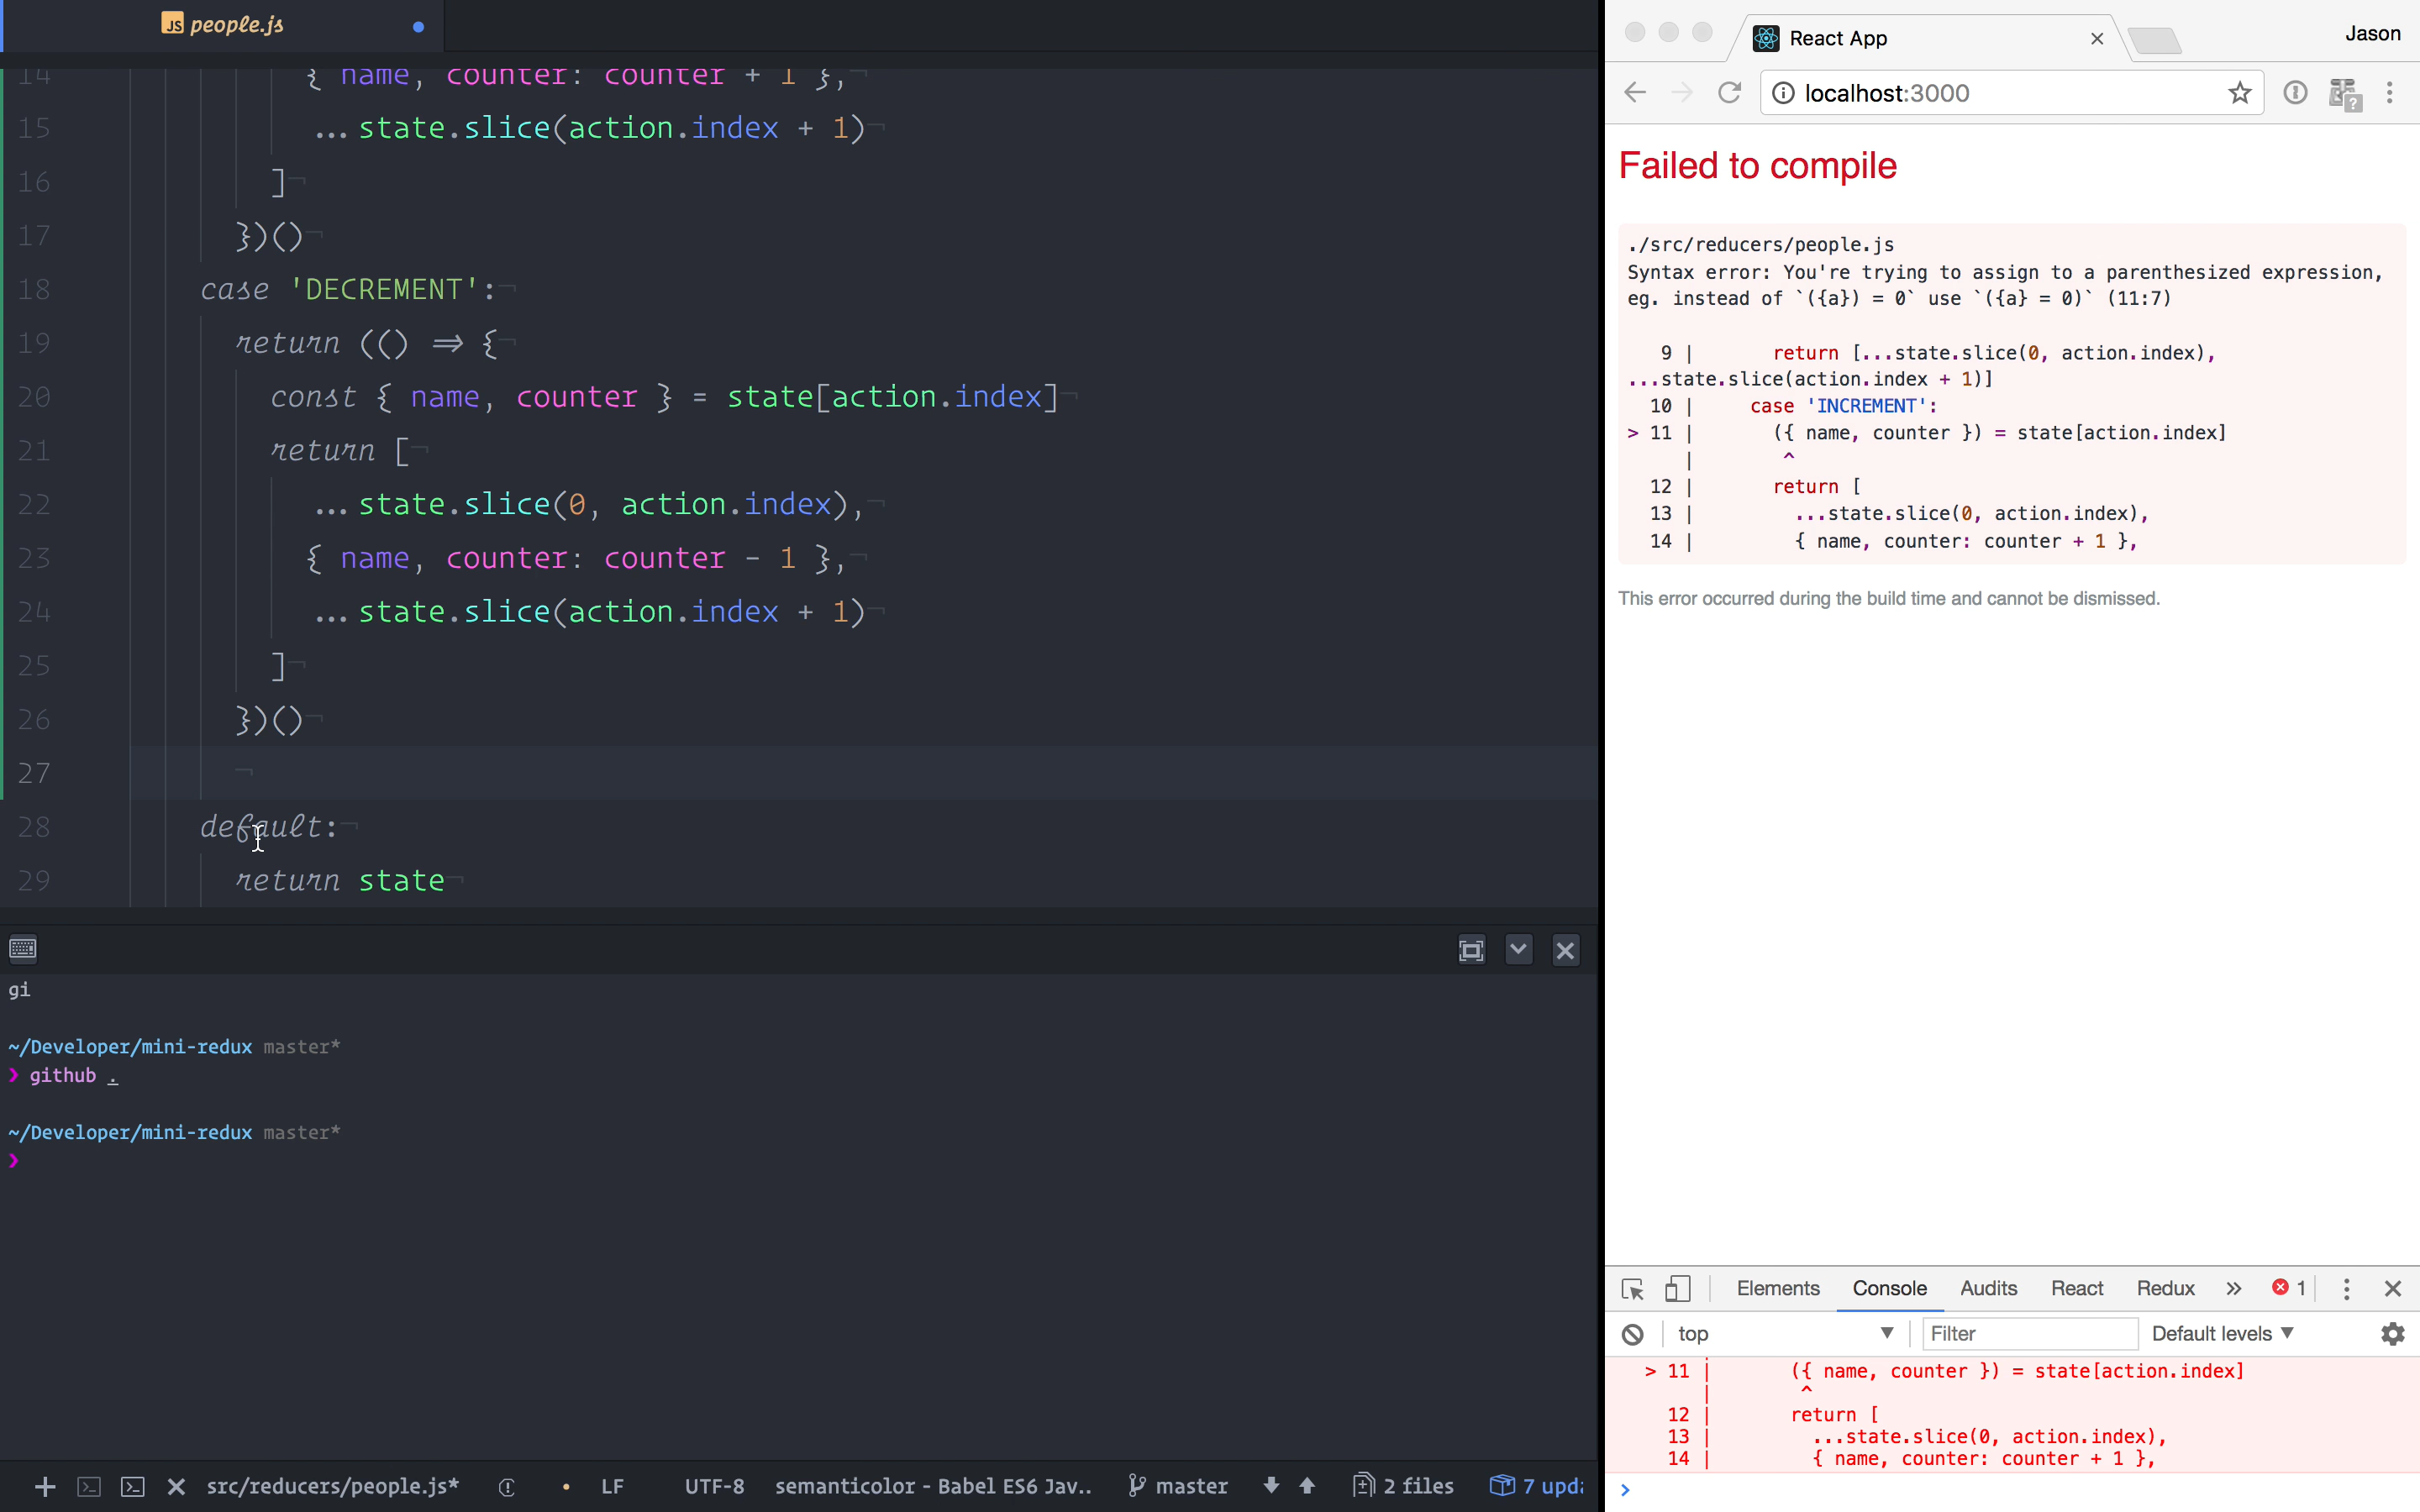 people.js
14 { name, counter: counter + 1 },
15 ...state.slice(action.index + 1)
16 ]
17 })()
18 case 'DECREMENT':
19 return (() => {
20 const { name, counter } = state[action.index]
21 return [
22 ...state.slice(0, action.index),
23 { name, counter: counter - 1 },
24 ...state.slice(action.index + 1)
25 ]
26 })()
27
28 default:
29 return state
gi
~/Developer/mini-redux master*
❯ github .
~/Developer/mini-redux master*
❯
src/reducers/people.js* LF UTF-8 semanticolor - Babel ES6 Jav.. master 2 files 7 upd
React App
Jason
localhost:3000
Failed to compile
./src/reducers/people.js
Syntax error: You're trying to assign to a parenthesized expression,
eg. instead of `({a}) = 0` use `({a} = 0)` (11:7)
9 | return [...state.slice(0, action.index),
...state.slice(action.index + 1)]
10 | case 'INCREMENT':
> 11 | ({ name, counter }) = state[action.index]
| ^
12 | return [
13 | ...state.slice(0, action.index),
14 | { name, counter: counter + 1 },
This error occurred during the build time and cannot be dismissed.
Elements Console Audits React Redux » 1
top Filter Default levels
> 11 | ({ name, counter }) = state[action.index]
| ^
12 | return [
13 | ...state.slice(0, action.index),
14 | { name, counter: counter + 1 },
>